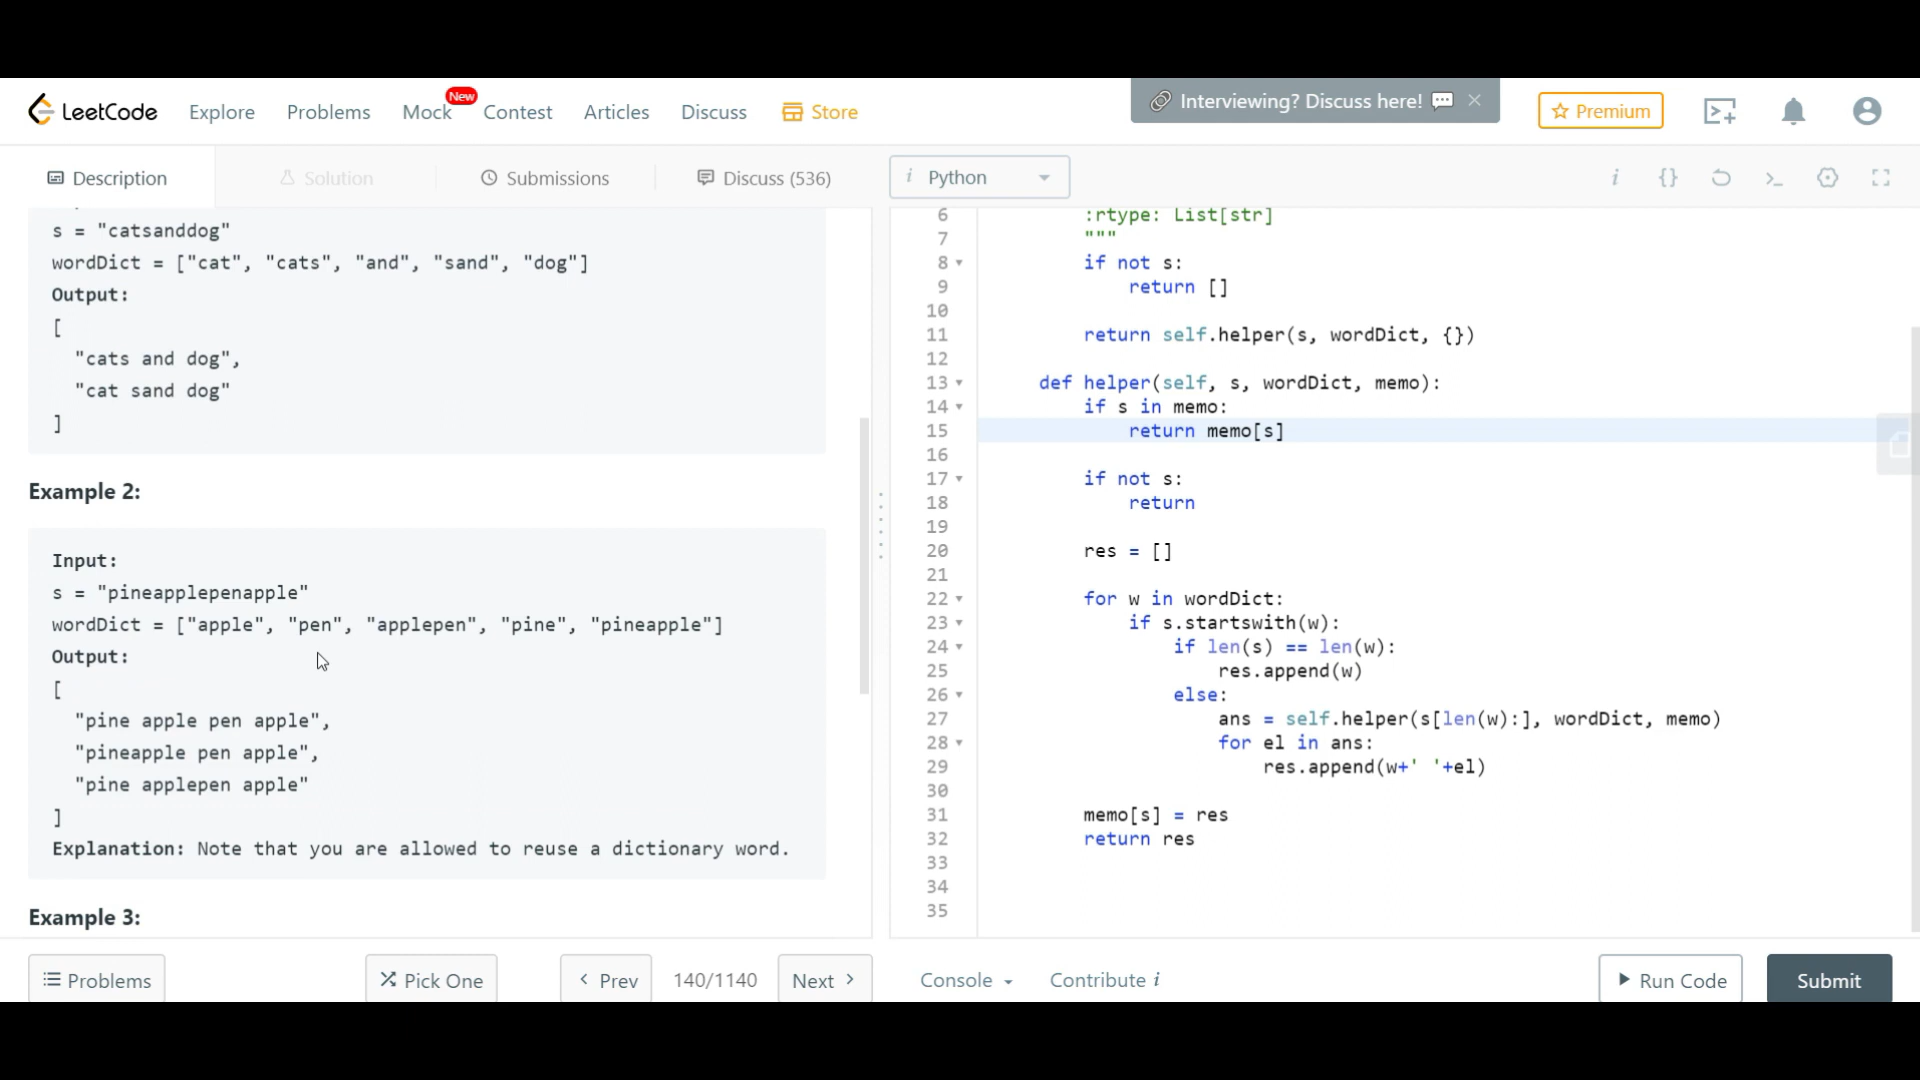 LeetCode Explore Problems Mock New Contest Articles Discuss Store
Interviewing? Discuss here!
Premium
Description Solution Submissions Discuss (536)
s = "catsanddog"
wordDict = ["cat", "cats", "and", "sand", "dog"]
Output:
[
"cats and dog",
"cat sand dog"
]
Example 2:
Input:
s = "pineapplepenapple"
wordDict = ["apple", "pen", "applepen", "pine", "pineapple"]
Output:
[
"pine apple pen apple",
"pineapple pen apple",
"pine applepen apple"
]
Explanation: Note that you are allowed to reuse a dictionary word.
Example 3:
i Python
i {} >_
6 :rtype: List[str]
7 """
8 if not s:
9 return []
10
11 return self.helper(s, wordDict, {})
12
13 def helper(self, s, wordDict, memo):
14 if s in memo:
15 return memo[s]
16
17 if not s:
18 return
19
20 res = []
21
22 for w in wordDict:
23 if s.startswith(w):
24 if len(s) == len(w):
25 res.append(w)
26 else:
27 ans = self.helper(s[len(w):], wordDict, memo)
28 for el in ans:
29 res.append(w+' '+el)
30
31 memo[s] = res
32 return res
33
34
35
Problems Pick One < Prev 140/1140 Next > Console Contribute i Run Code Submit